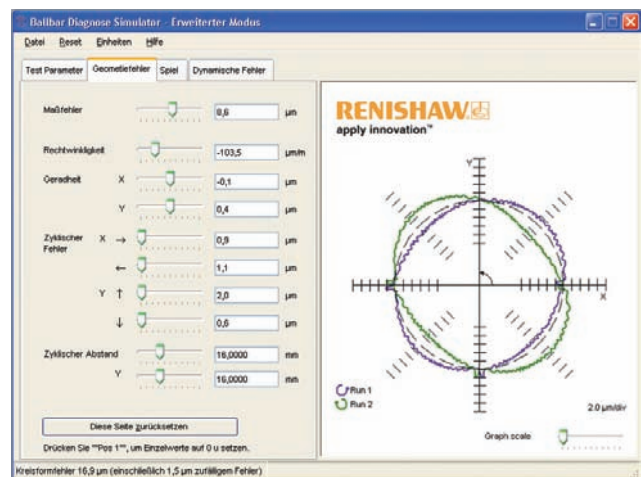 Ballbar Diagnose Simulator - Erweiterter Modus
Datei Reset Einheiten Hilfe
Test Parameter Geometriefehler Spiel Dynamische Fehler
Maßfehler 8,6 µm
Rechtwinkligkeit -103,5 µm/m
Geradheit X -0,1 µm
Y 0,4 µm
Zyklischer Fehler X → 0,9 µm
← 1,1 µm
Y ↑ 2,0 µm
↓ 0,6 µm
Zyklischer Abstand 16,0000 mm
Y 16,0000 mm
Diese Seite zurücksetzen
Drücken Sie ""Pos 1"", um Einzelwerte auf 0 u setzen.
RENISHAW
apply innovation™
Y
X
Run 1
Run 2
2.0 µm/div
Graph scale
Kreisformfehler 16,9 µm (einschließlich 1,5 µm zufälligem Fehler)